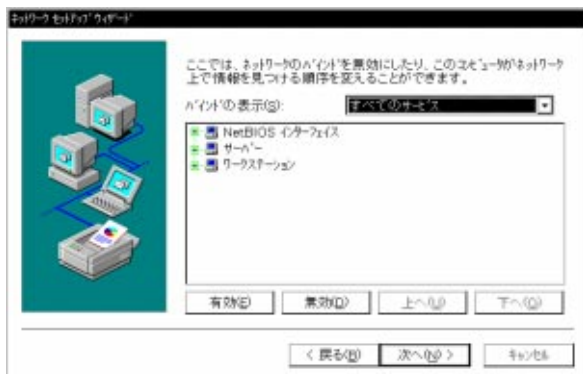 ネットワーク セットアップ ウィザード
ここでは、ネットワークのバインドを無効にしたり、このコンピュータがネットワーク
上で情報を見つける順序を変えることができます。
バインドの表示(S):
すべてのサービス
NetBIOS インターフェイス
サーバー
ワークステーション
有効(E)
無効(D)
上へ(U)
下へ(O)
< 戻る(B)
次へ(N) >
キャンセル